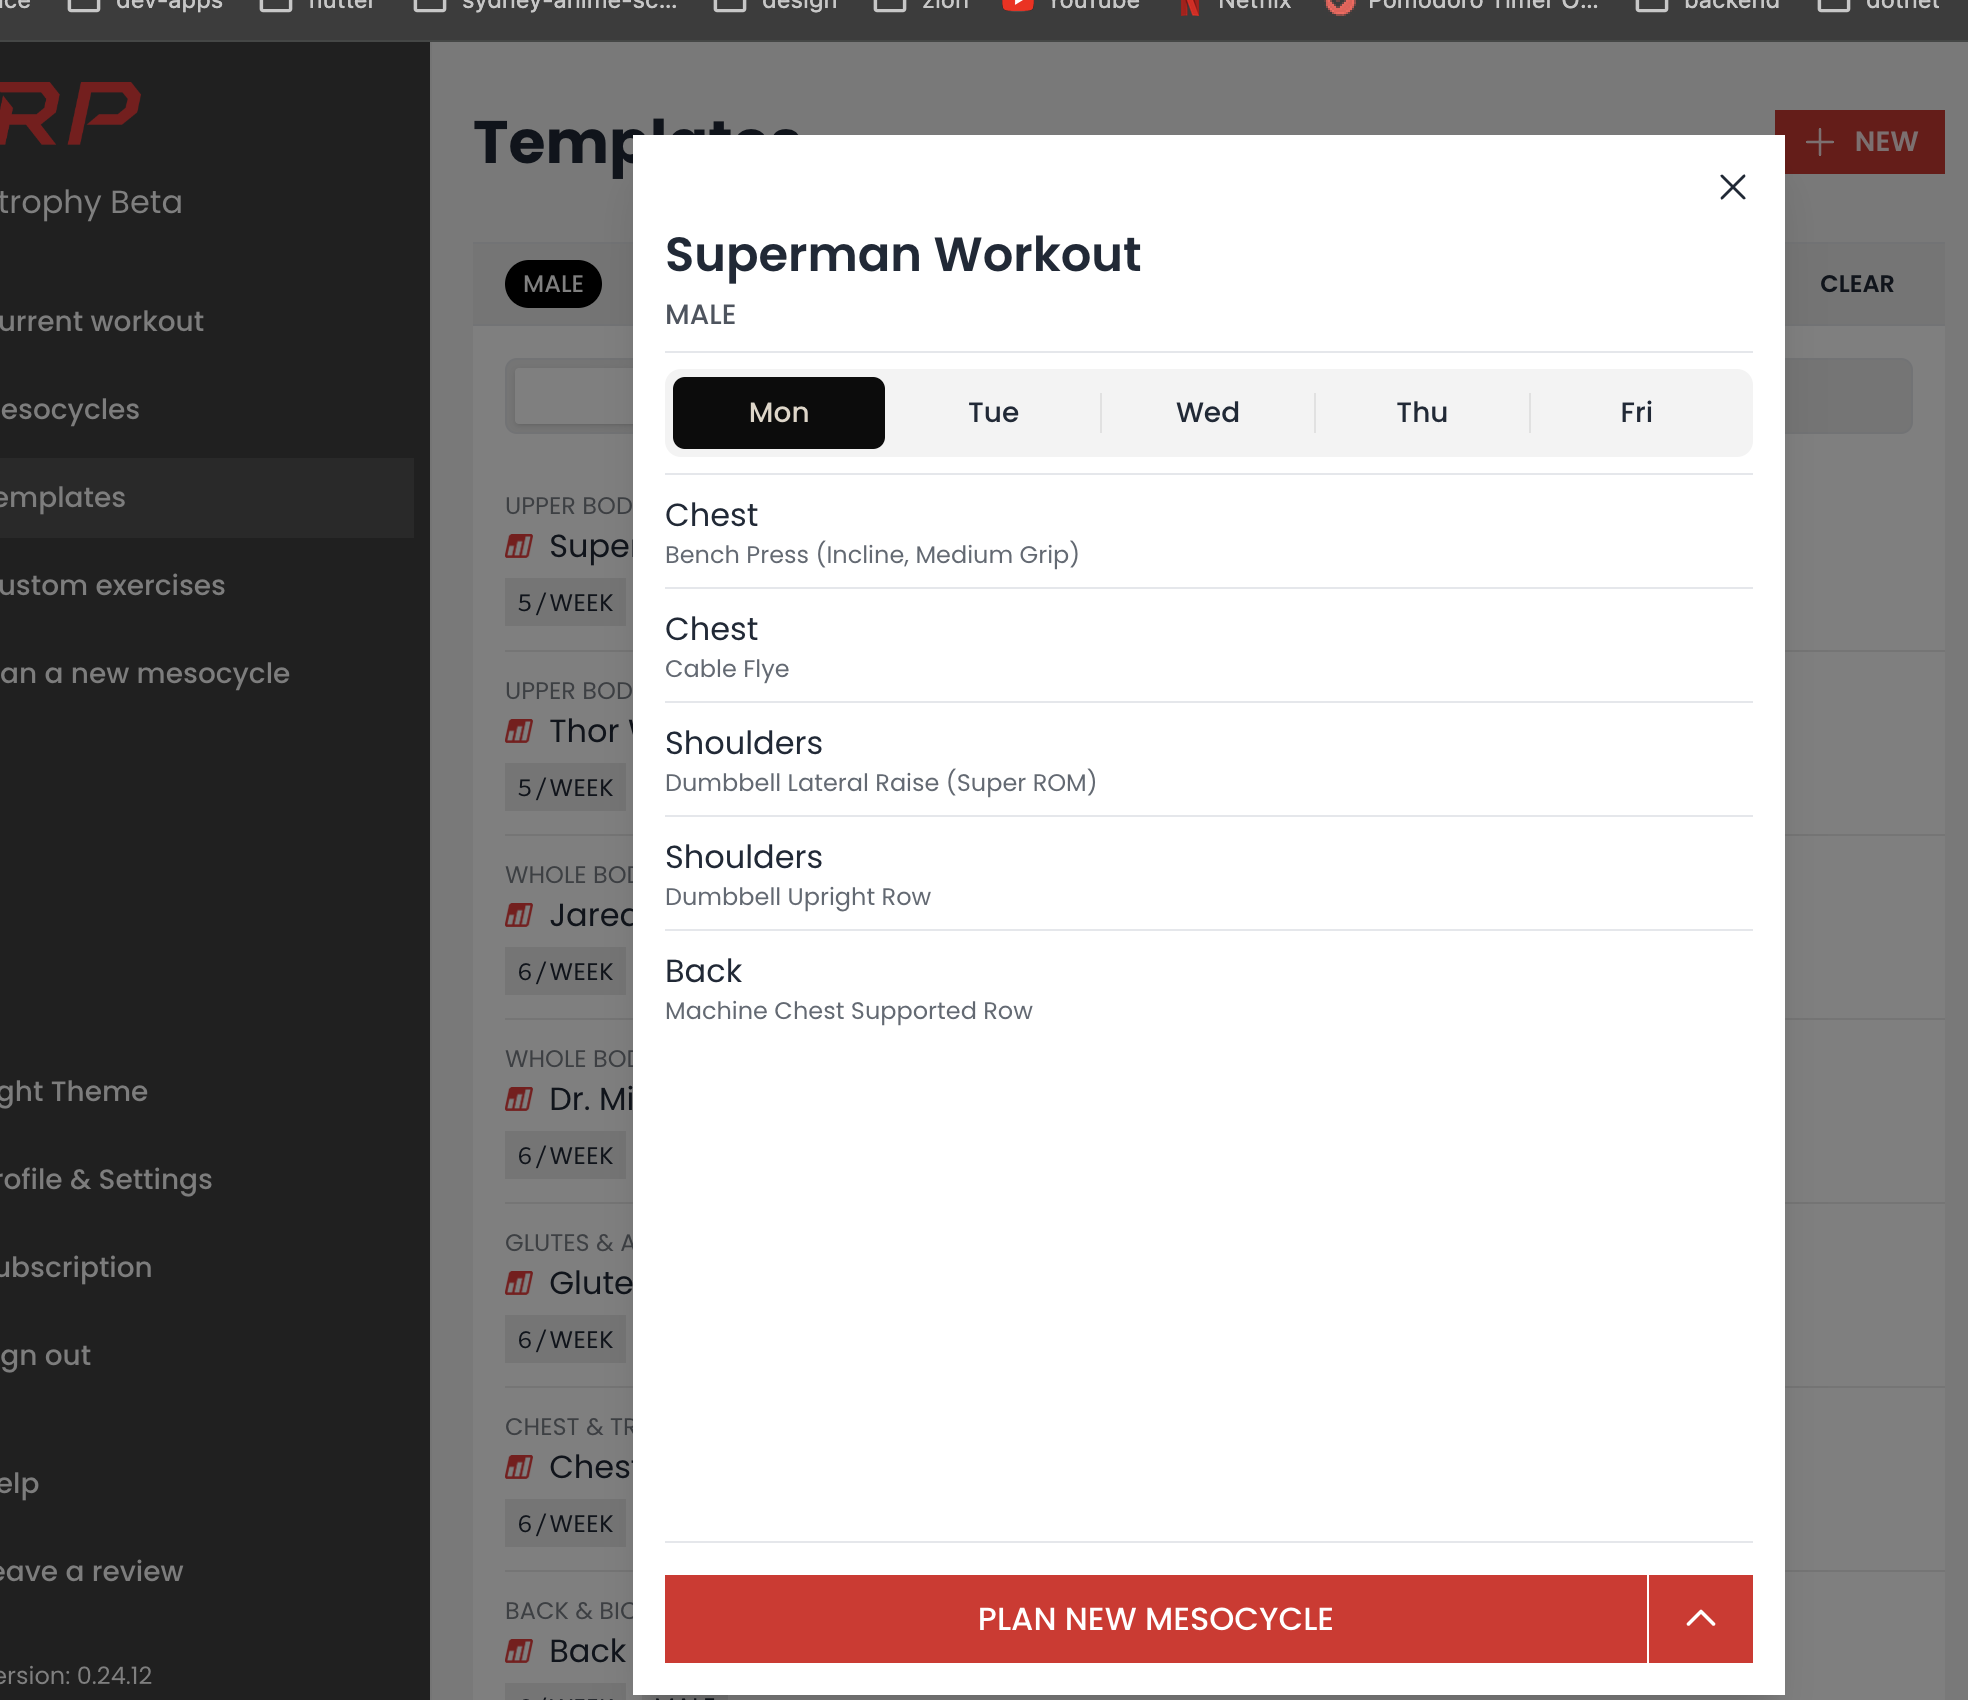 dev-apps flutter sydney-anime-sc... design zion YouTube Netflix Pomodoro Timer O... backend dotnet
RP
trophy Beta
urrent workout
esocycles
emplates
ustom exercises
an a new mesocycle
ght Theme
rofile & Settings
ubscription
gn out
elp
eave a review
ersion: 0.24.12
Templates
NEW
MALE
CLEAR
UPPER BOD
Super
5/WEEK
UPPER BOD
Thor
5/WEEK
WHOLE BOD
Jarec
6/WEEK
WHOLE BOD
Dr. Mi
6/WEEK
GLUTES & A
Glute
6/WEEK
CHEST & TR
Chest
6/WEEK
BACK & BIC
Back
Superman Workout
MALE
Mon Tue Wed Thu Fri
Chest
Bench Press (Incline, Medium Grip)
Chest
Cable Flye
Shoulders
Dumbbell Lateral Raise (Super ROM)
Shoulders
Dumbbell Upright Row
Back
Machine Chest Supported Row
PLAN NEW MESOCYCLE